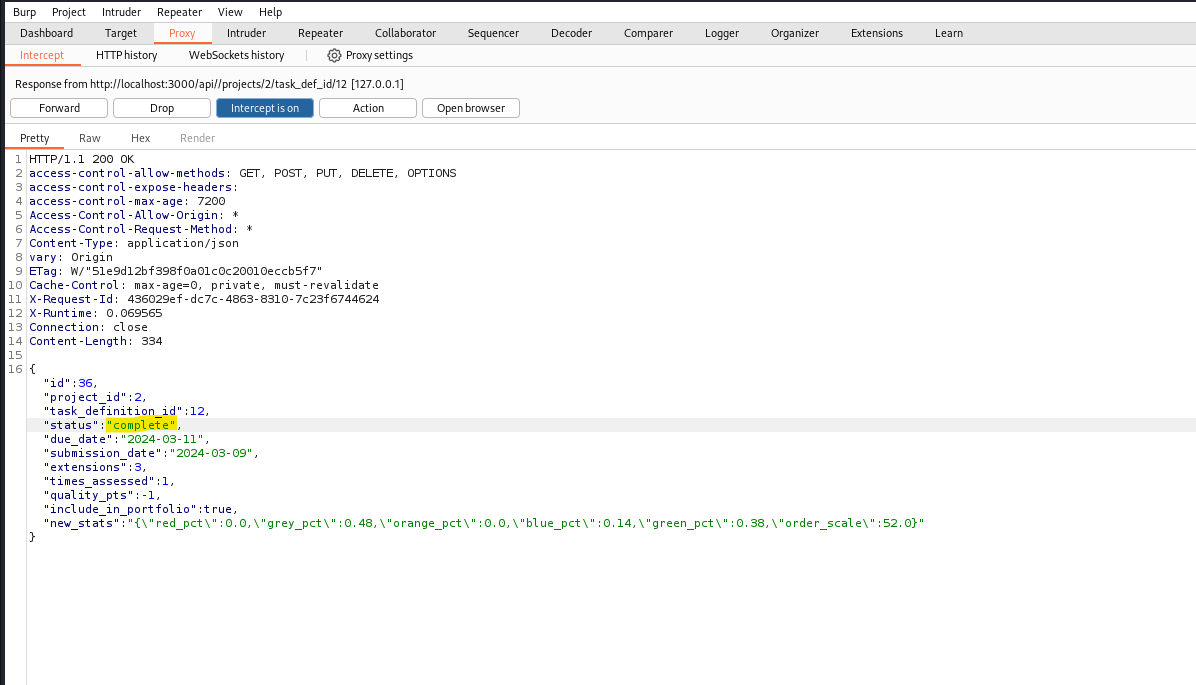 Burp Project Intruder Repeater View Help
Dashboard Target Proxy Intruder Repeater Collaborator Sequencer Decoder Comparer Logger Organizer Extensions Learn
Intercept HTTP history WebSockets history Proxy settings
Response from http://localhost:3000/api//projects/2/task_def_id/12 [127.0.0.1]
Forward Drop Intercept is on Action Open browser
Pretty Raw Hex Render
1 HTTP/1.1 200 OK
2 access-control-allow-methods: GET, POST, PUT, DELETE, OPTIONS
3 access-control-expose-headers:
4 access-control-max-age: 7200
5 Access-Control-Allow-Origin: *
6 Access-Control-Request-Method: *
7 Content-Type: application/json
8 vary: Origin
9 ETag: W/"51e9d12bf398f0a01c0c20010eccb5f7"
10 Cache-Control: max-age=0, private, must-revalidate
11 X-Request-Id: 436029ef-dc7c-4863-8310-7c23f6744624
12 X-Runtime: 0.069565
13 Connection: close
14 Content-Length: 334
15
16 {
"id":36,
"project_id":2,
"task_definition_id":12,
"status":"complete",
"due_date":"2024-03-11",
"submission_date":"2024-03-09",
"extensions":3,
"times_assessed":1,
"quality_pts":-1,
"include_in_portfolio":true,
"new_stats":"{\"red_pct\":0.0,\"grey_pct\":0.48,\"orange_pct\":0.0,\"blue_pct\":0.14,\"green_pct\":0.38,\"order_scale\":52.0}"
}